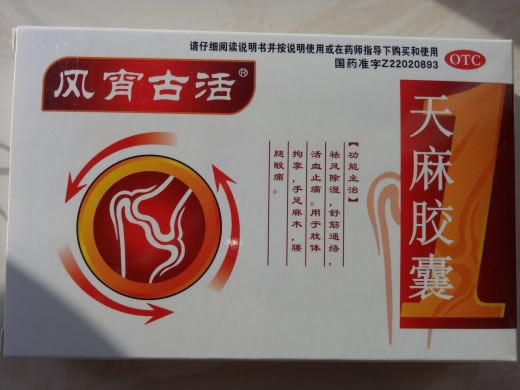 请仔细阅读说明书并按说明使用或在药师指导下购买和使用
国药准字Z22020893
OTC
风宵古活®
天麻胶囊
【功能主治】
祛风除湿，舒筋通络，
活血止痛。用于肢体
拘挛，手足麻木，腰
腿酸痛。